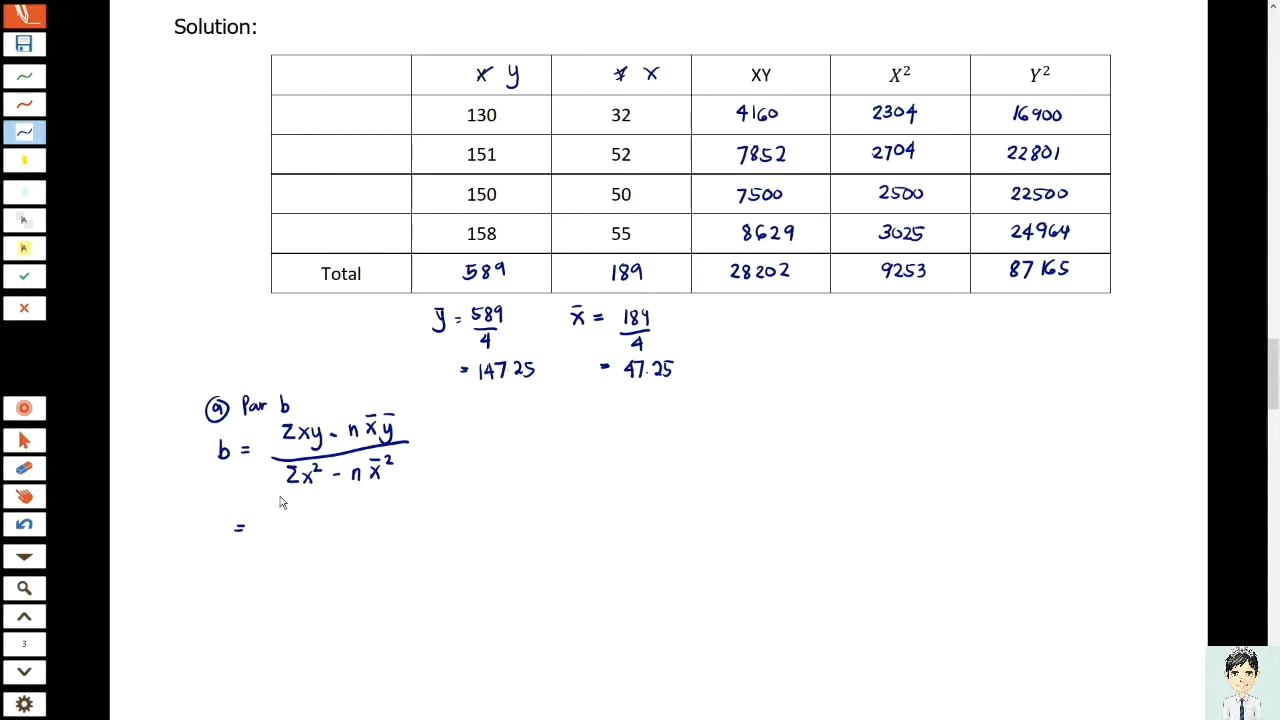 Solution:
X y Y x XY X² Y²
130 32 4160 2304 16900
151 52 7852 2704 22801
150 50 7500 2500 22500
158 55 8629 3025 24964
Total 589 189 28202 9253 87165
ȳ = 589/4 x̄ = 189/4
= 147.25 = 47.25
(a) Par b
b = Σxy - n x̄ȳ / Σx² - n x̄²
=
3